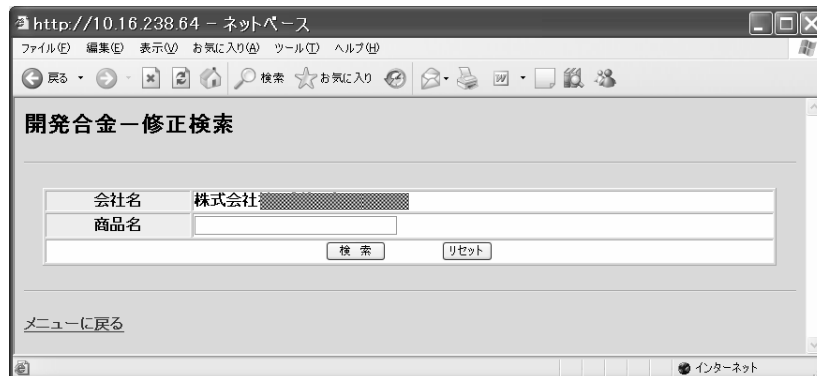 http://10.16.238.64 - ネットペース
ファイル(F) 編集(E) 表示(V) お気に入り(A) ツール(T) ヘルプ(H)
戻る 検索 お気に入り
開発合金－修正検索
会社名 株式会社
商品名
検 索 リセット
メニューに戻る
インターネット